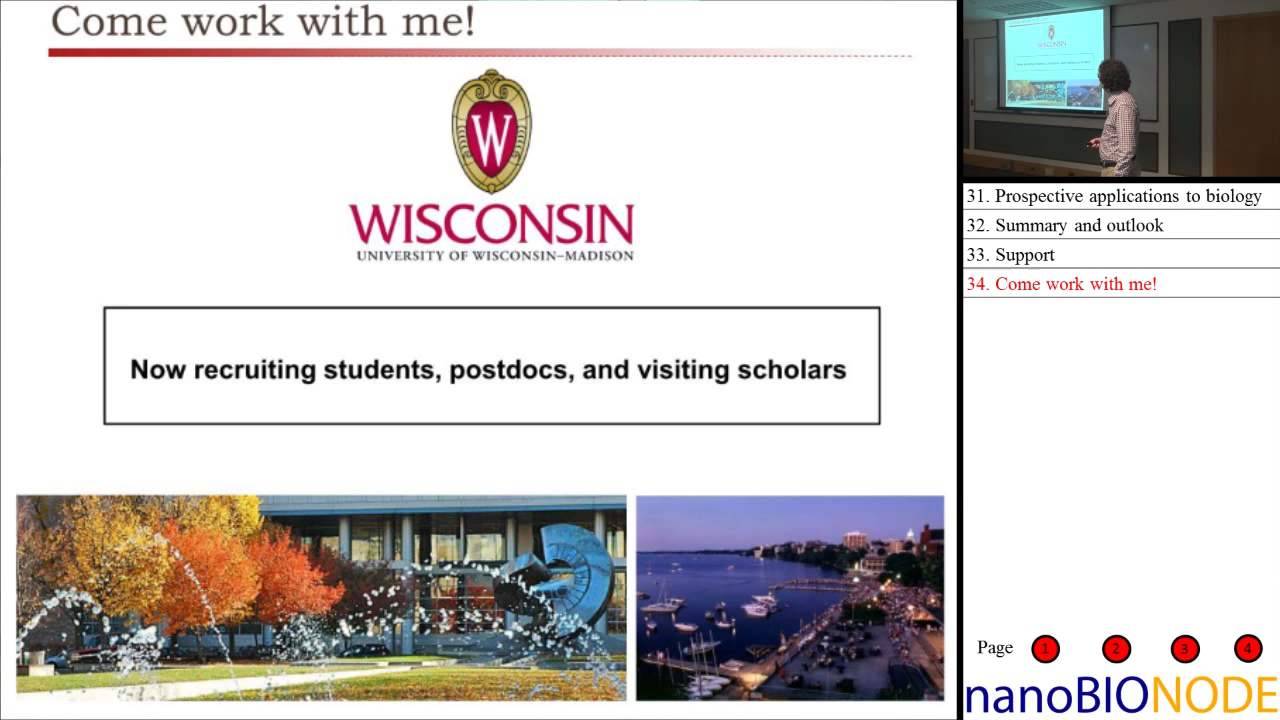 Come work with me!
W
WISCONSIN
UNIVERSITY OF WISCONSIN–MADISON
Now recruiting students, postdocs, and visiting scholars
WISCONSIN
31. Prospective applications to biology
32. Summary and outlook
33. Support
34. Come work with me!
Page 1 2 3 4
nanoBIONODE